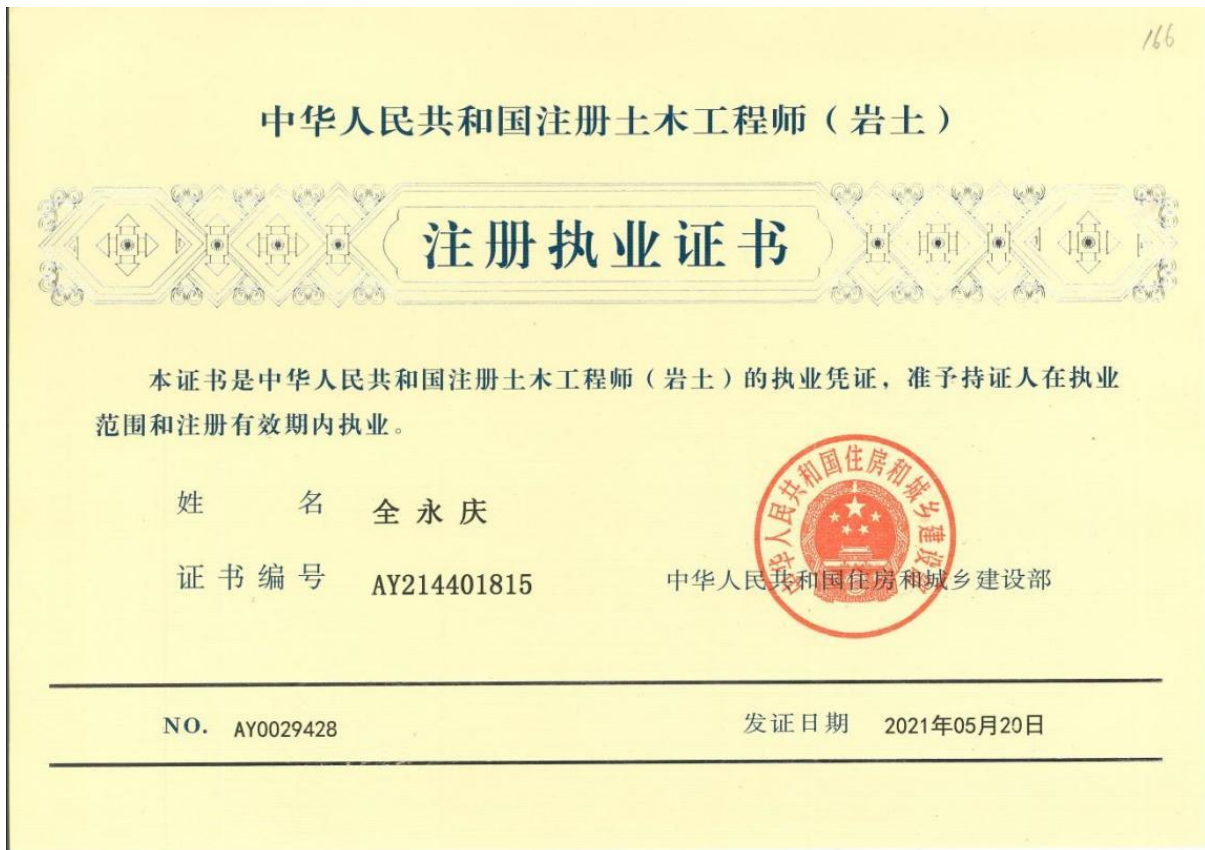 166
中华人民共和国注册土木工程师（岩土）
注册执业证书
本证书是中华人民共和国注册土木工程师（岩土）的执业凭证，准予持证人在执业
范围和注册有效期内执业。
姓 名 全永庆
证书编号 AY214401815
中华人民共和国住房和城乡建设部
中华人民共和国住房和城乡建设部
NO. AY0029428
发证日期 2021年05月20日